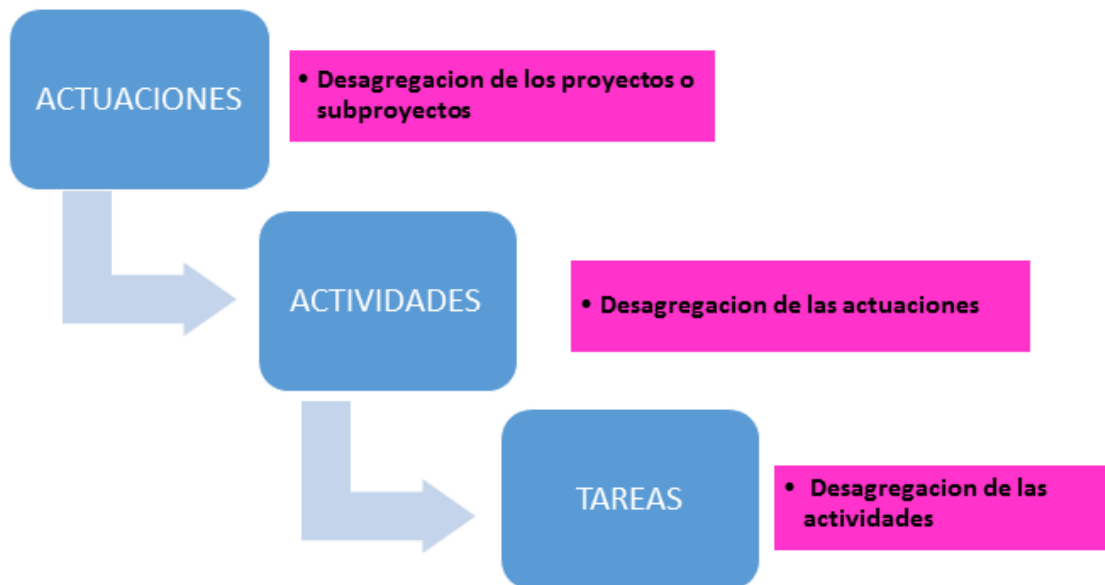 ACTUACIONES
• Desagregacion de los proyectos o
subproyectos
ACTIVIDADES
• Desagregacion de las actuaciones
TAREAS
• Desagregacion de las
actividades